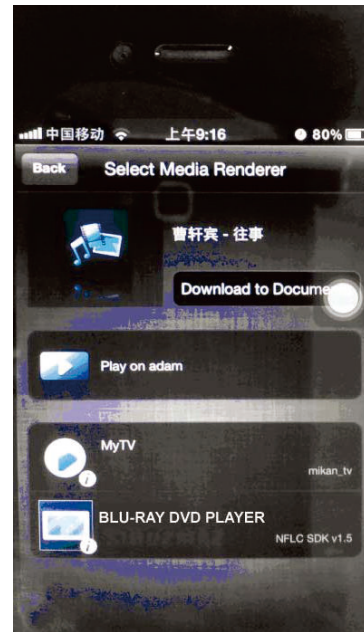 中国移动 上午9:16 80%
Back Select Media Renderer
曹轩宾 - 往事
Download to Docume
Play on adam
MyTV
mikan_tv
BLU-RAY DVD PLAYER
NFLC SDK v1.5